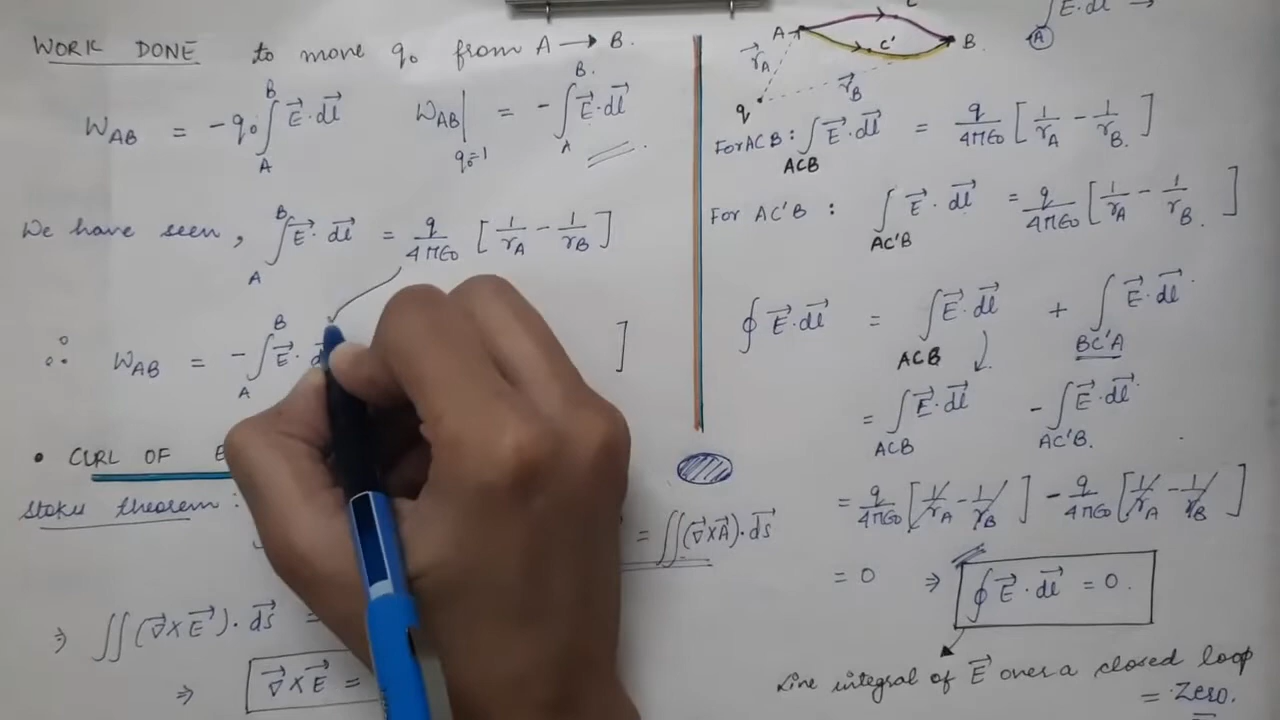 WORK DONE to move q₀ from A → B.
W_AB = -q₀ ∫_A^B E⃗·dl⃗    W_AB|_{q₀=1} = - ∫_A^B E⃗·dl⃗
We have seen, ∫_A^B E⃗·dl⃗ = q/4πε₀ [1/r_A - 1/r_B]
∴ W_AB = - ∫_A^B E⃗· ]
• CURL OF
Stokes theorem :
= ∬(∇⃗×A⃗)·ds⃗
⇒ ∬(∇⃗×E⃗)·ds⃗ =
⇒ ∇⃗×E⃗ =
A C' B
r⃗_A r⃗_B
q
∫E⃗·dl⃗ →
A
For ACB : ∫_ACB E⃗·dl⃗ = q/4πε₀ [1/r_A - 1/r_B]
For AC'B : ∫_AC'B E⃗·dl⃗ = q/4πε₀ [1/r_A - 1/r_B]
∮E⃗·dl⃗ = ∫_ACB E⃗·dl⃗ + ∫_BC'A E⃗·dl⃗
= ∫_ACB E⃗·dl⃗ - ∫_AC'B E⃗·dl⃗
= q/4πε₀ [1/r_A - 1/r_B] - q/4πε₀ [1/r_A - 1/r_B]
= 0 ⇒ ∮E⃗·dl⃗ = 0.
Line integral of E⃗ over a closed loop
= Zero.